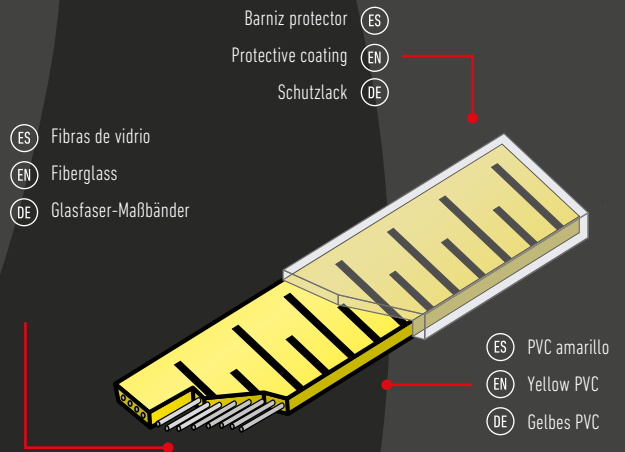 Barniz protector ES
Protective coating EN
Schutzlack DE
ES Fibras de vidrio
EN Fiberglass
DE Glasfaser-Maßbänder
ES PVC amarillo
EN Yellow PVC
DE Gelbes PVC